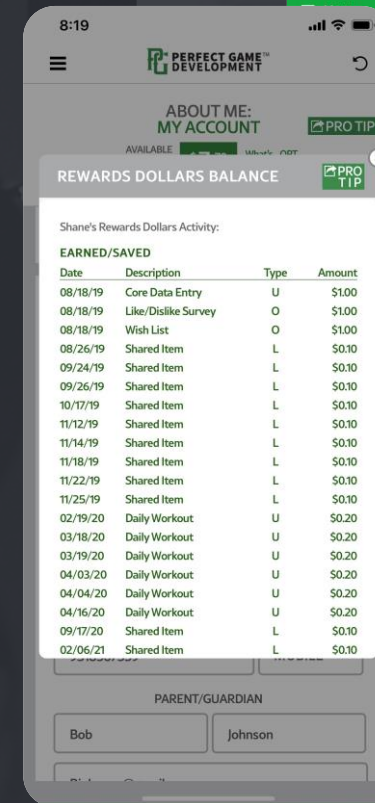 8:19
PERFECT GAME™
DEVELOPMENT
ABOUT ME:
MY ACCOUNT
PRO TIP
AVAILABLE
REWARDS DOLLARS BALANCE
PRO
TIP
Shane's Rewards Dollars Activity:
EARNED/SAVED
Date Description Type Amount
08/18/19 Core Data Entry U $1.00
08/18/19 Like/Dislike Survey O $1.00
08/18/19 Wish List O $1.00
08/26/19 Shared Item L $0.10
09/24/19 Shared Item L $0.10
09/26/19 Shared Item L $0.10
10/17/19 Shared Item L $0.10
11/12/19 Shared Item L $0.10
11/14/19 Shared Item L $0.10
11/18/19 Shared Item L $0.10
11/22/19 Shared Item L $0.10
11/25/19 Shared Item L $0.10
02/19/20 Daily Workout U $0.20
03/18/20 Daily Workout U $0.20
03/19/20 Daily Workout U $0.20
04/03/20 Daily Workout U $0.20
04/04/20 Daily Workout U $0.20
04/16/20 Daily Workout U $0.20
09/17/20 Shared Item L $0.10
02/06/21 Shared Item L $0.10
PARENT/GUARDIAN
Bob Johnson